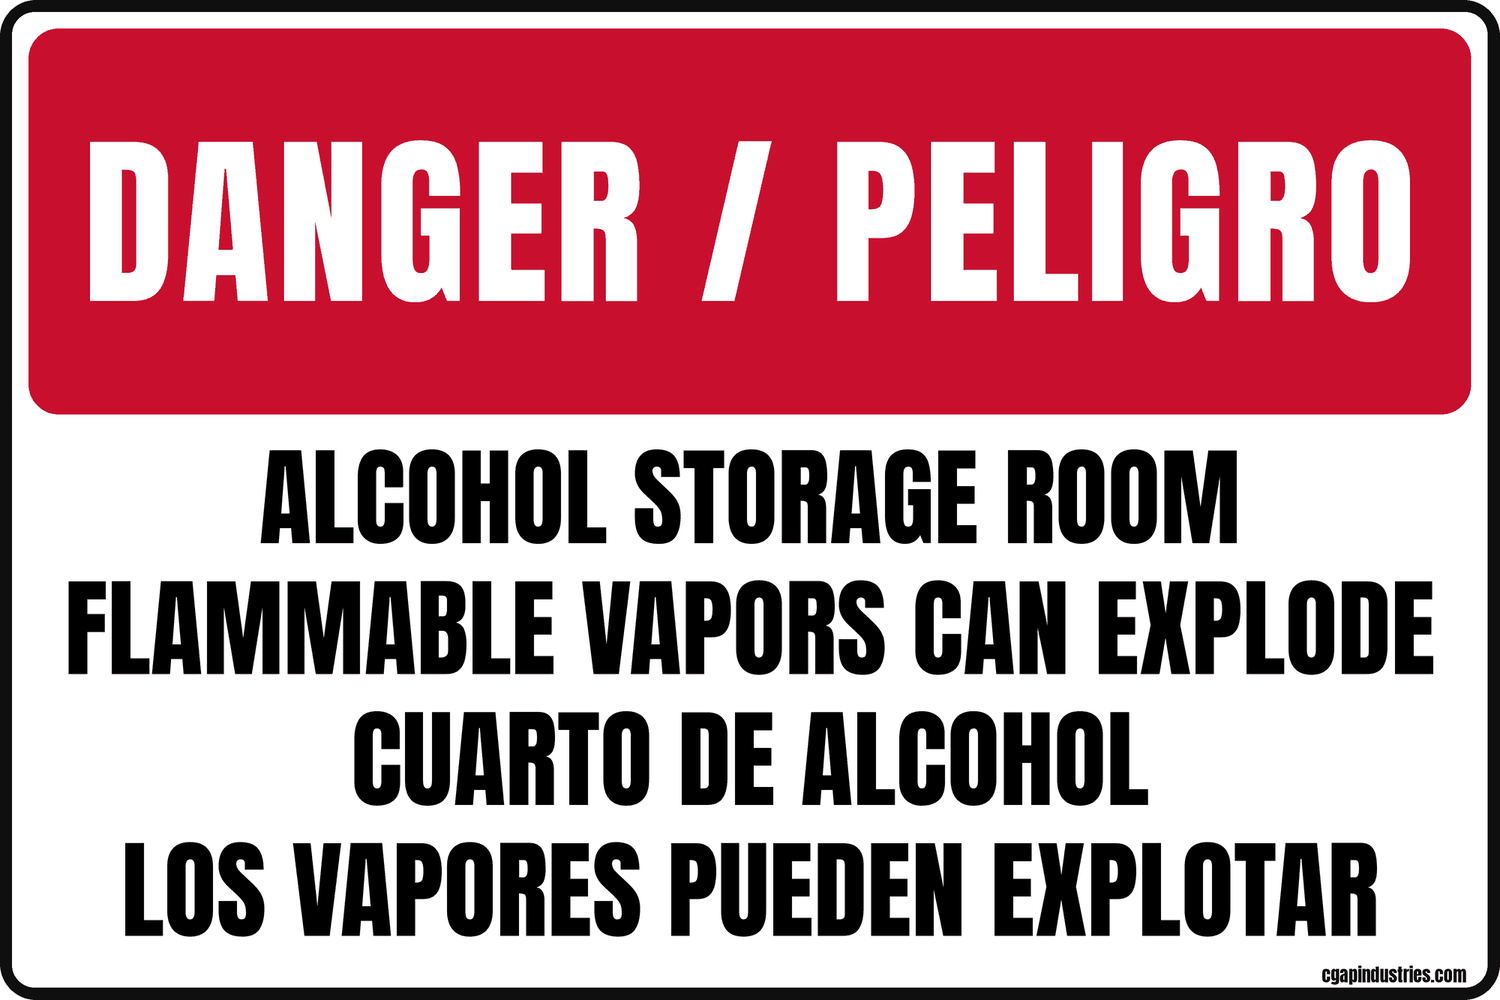 DANGER / PELIGRO
ALCOHOL STORAGE ROOM
FLAMMABLE VAPORS CAN EXPLODE
CUARTO DE ALCOHOL
LOS VAPORES PUEDEN EXPLOTAR
cgapindustries.com